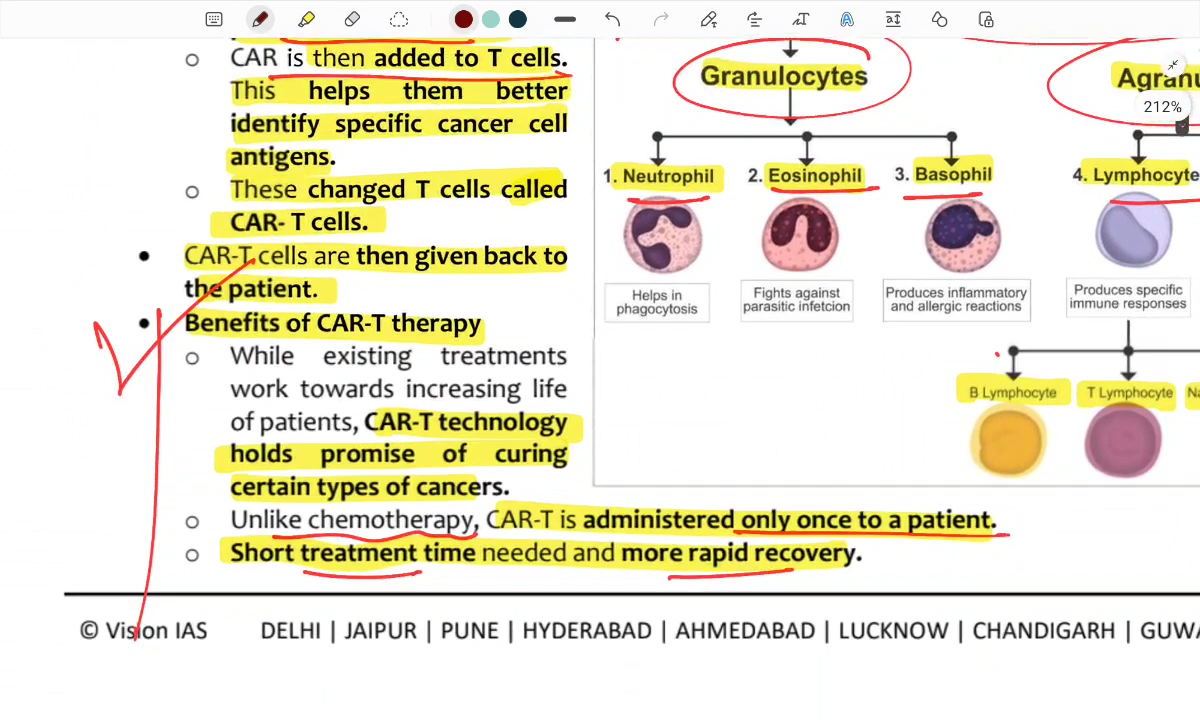 CAR is then added to T cells.
This helps them better
identify specific cancer cell
antigens.
These changed T cells called
CAR- T cells.
CAR-T cells are then given back to
the patient.
Benefits of CAR-T therapy
While existing treatments
work towards increasing life
of patients, CAR-T technology
holds promise of curing
certain types of cancers.
Unlike chemotherapy, CAR-T is administered only once to a patient.
Short treatment time needed and more rapid recovery.
Granulocytes
Agranu
212%
1. Neutrophil
2. Eosinophil
3. Basophil
4. Lymphocyte
Helps in
phagocytosis
Fights against
parasitic infetcion
Produces inflammatory
and allergic reactions
Produces specific
immune responses
B Lymphocyte
T Lymphocyte
Na
© Vision IAS
DELHI | JAIPUR | PUNE | HYDERABAD | AHMEDABAD | LUCKNOW | CHANDIGARH | GUWA